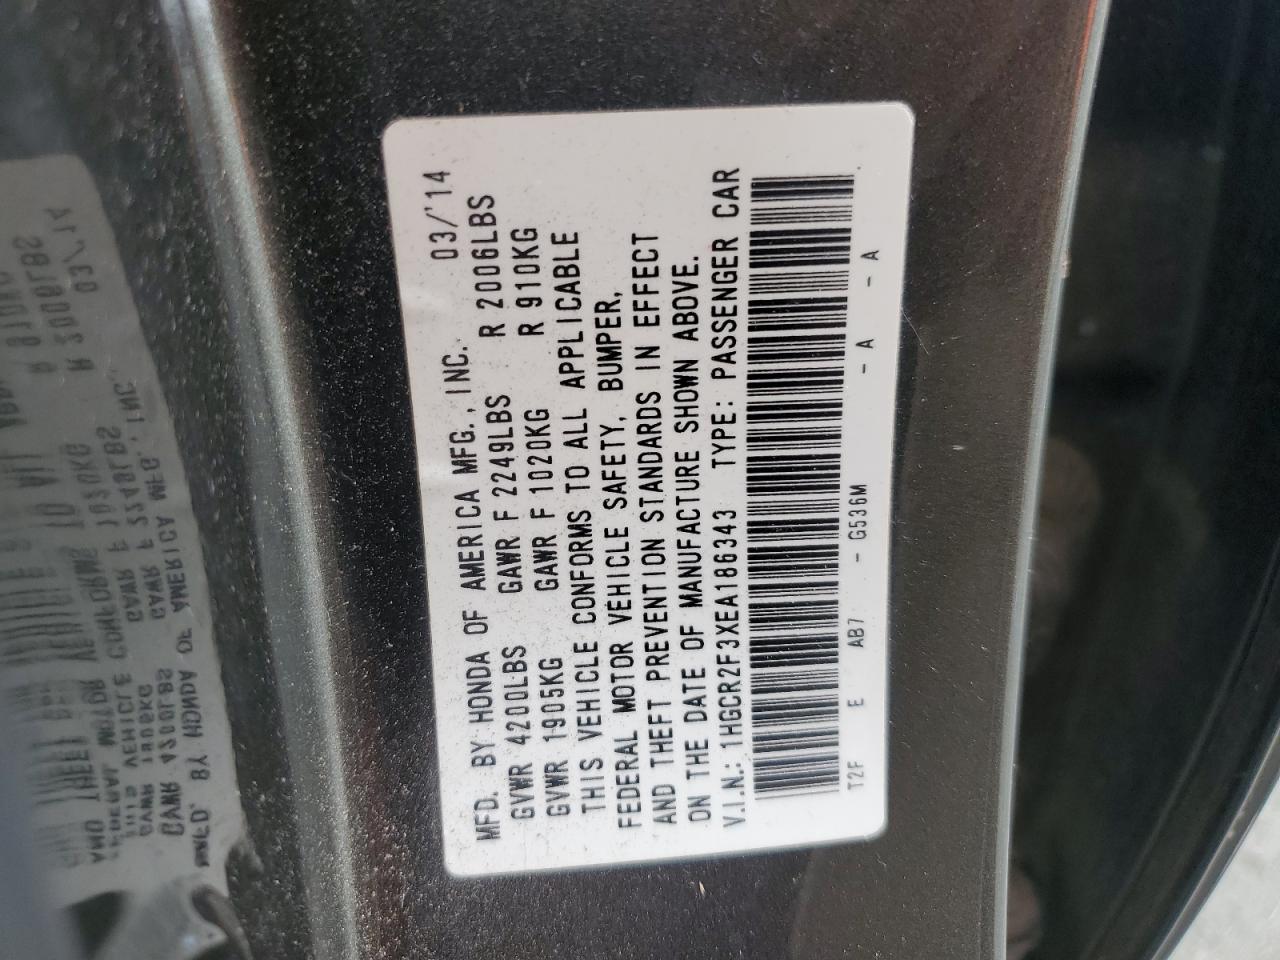 MFD. BY HONDA OF AMERICA MFG., INC. 03/'14
GVWR 4200LBS GAWR F 2249LBS R 2006LBS
GVWR 1905KG GAWR F 1020KG R 910KG
THIS VEHICLE CONFORMS TO ALL APPLICABLE
FEDERAL MOTOR VEHICLE SAFETY, BUMPER,
AND THEFT PREVENTION STANDARDS IN EFFECT
ON THE DATE OF MANUFACTURE SHOWN ABOVE.
V.I.N.: 1HGCR2F3XEA186343 TYPE: PASSENGER CAR
T2F E AB7 - G536M - A - A